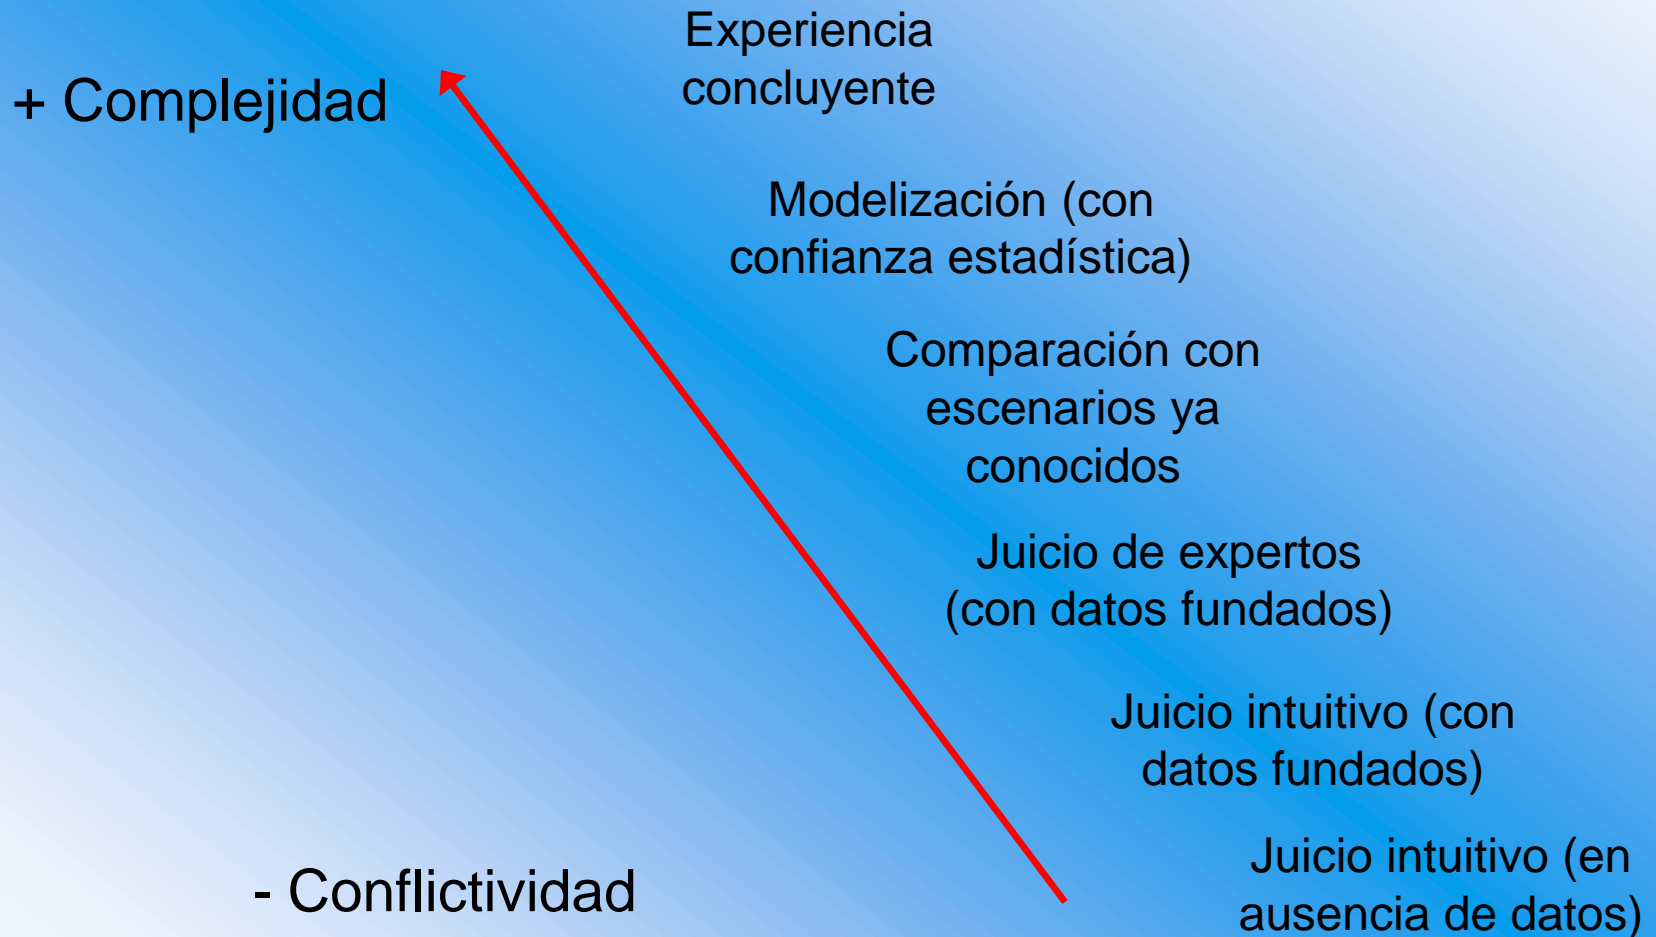 Experiencia
concluyente
+ Complejidad
Modelización (con
confianza estadística)
Comparación con
escenarios ya
conocidos
Juicio de expertos
(con datos fundados)
Juicio intuitivo (con
datos fundados)
Juicio intuitivo (en
ausencia de datos)
- Conflictividad